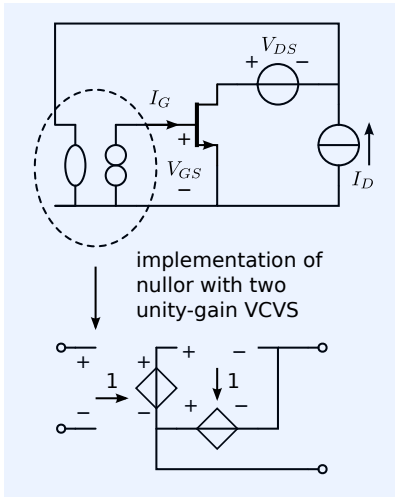 V_DS
+ −
I_G
+
V_GS
−
I_D
implementation of
nullor with two
unity-gain VCVS
+ + + −
1 1
− − + −